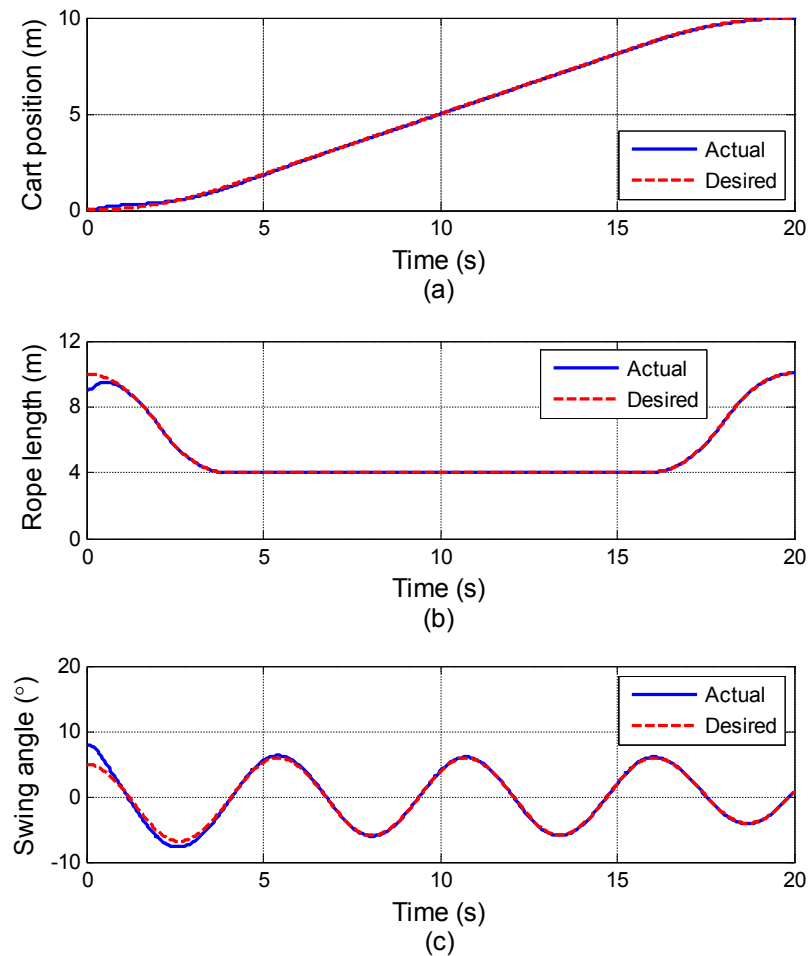 Cart position (m)
10
5
0
0 5 10 15 20
Actual
Desired
Time (s)
(a)
Rope length (m)
12
8
4
0
0 5 10 15 20
Actual
Desired
Time (s)
(b)
Swing angle (°)
20
10
0
-10
0 5 10 15 20
Actual
Desired
Time (s)
(c)